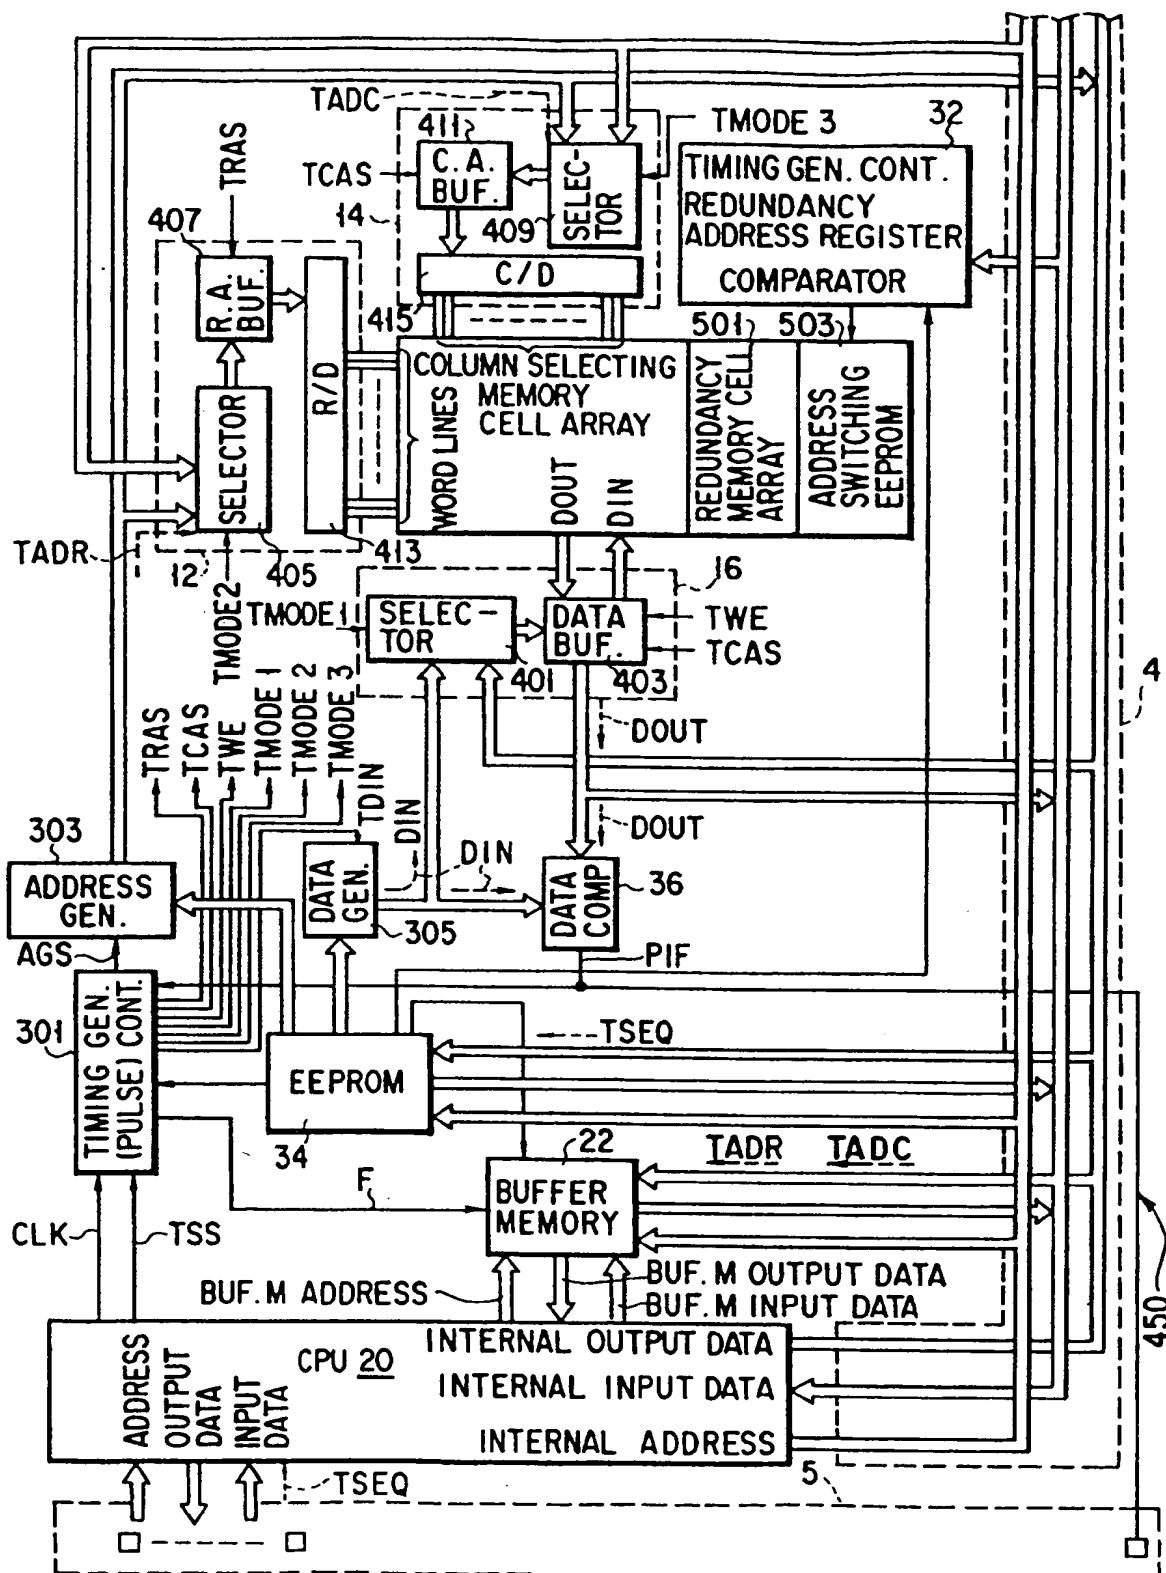 TADC
TMODE 3
32
411
C. A.
BUF.
TCAS
SELEC-
TOR
409
14
C/D
415
TIMING GEN. CONT.
REDUNDANCY
ADDRESS REGISTER
COMPARATOR
TRAS
407
R. A.
BUF.
R/D
SELECTOR
TADR
12
405
413
TMODE2
COLUMN SELECTING
MEMORY
CELL ARRAY
WORD LINES
DOUT
DIN
501
503
REDUNDANCY
MEMORY CELL
ARRAY
ADDRESS
SWITCHING
EEPROM
16
TMODE 1
SELEC-
TOR
401
DATA
BUF.
403
TWE
TCAS
4
DOUT
TRAS
TCAS
TWE
TMODE 1
TMODE 2
TMODE 3
TDIN
DIN
DIN
DOUT
303
ADDRESS
GEN.
DATA
GEN.
305
DATA
COMP
36
AGS
PIF
301
TIMING GEN.
(PULSE) CONT.
TSEQ
EEPROM
34
22
TADR
TADC
BUFFER
MEMORY
F
CLK
TSS
BUF. M ADDRESS
BUF. M OUTPUT DATA
BUF. M INPUT DATA
450
CPU 20
ADDRESS
OUTPUT
DATA
INPUT
DATA
INTERNAL OUTPUT DATA
INTERNAL INPUT DATA
INTERNAL ADDRESS
TSEQ
5